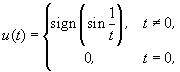 u(t) = { sign(sin 1/t), t ≠ 0,
0, t = 0,